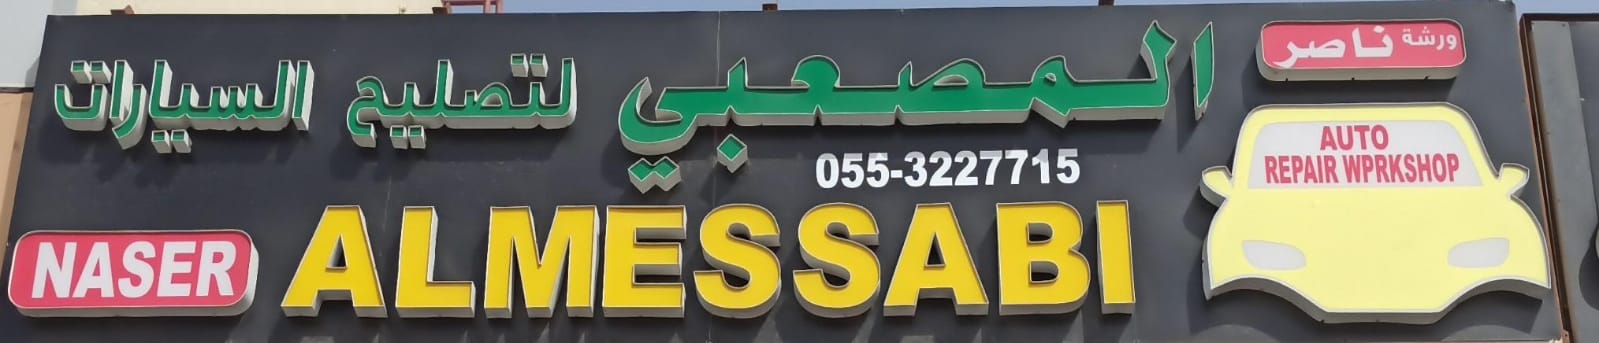 ورشة ناصر
المصعبي لتصليح السيارات
055-3227715
AUTO
REPAIR WPRKSHOP
NASER ALMESSABI